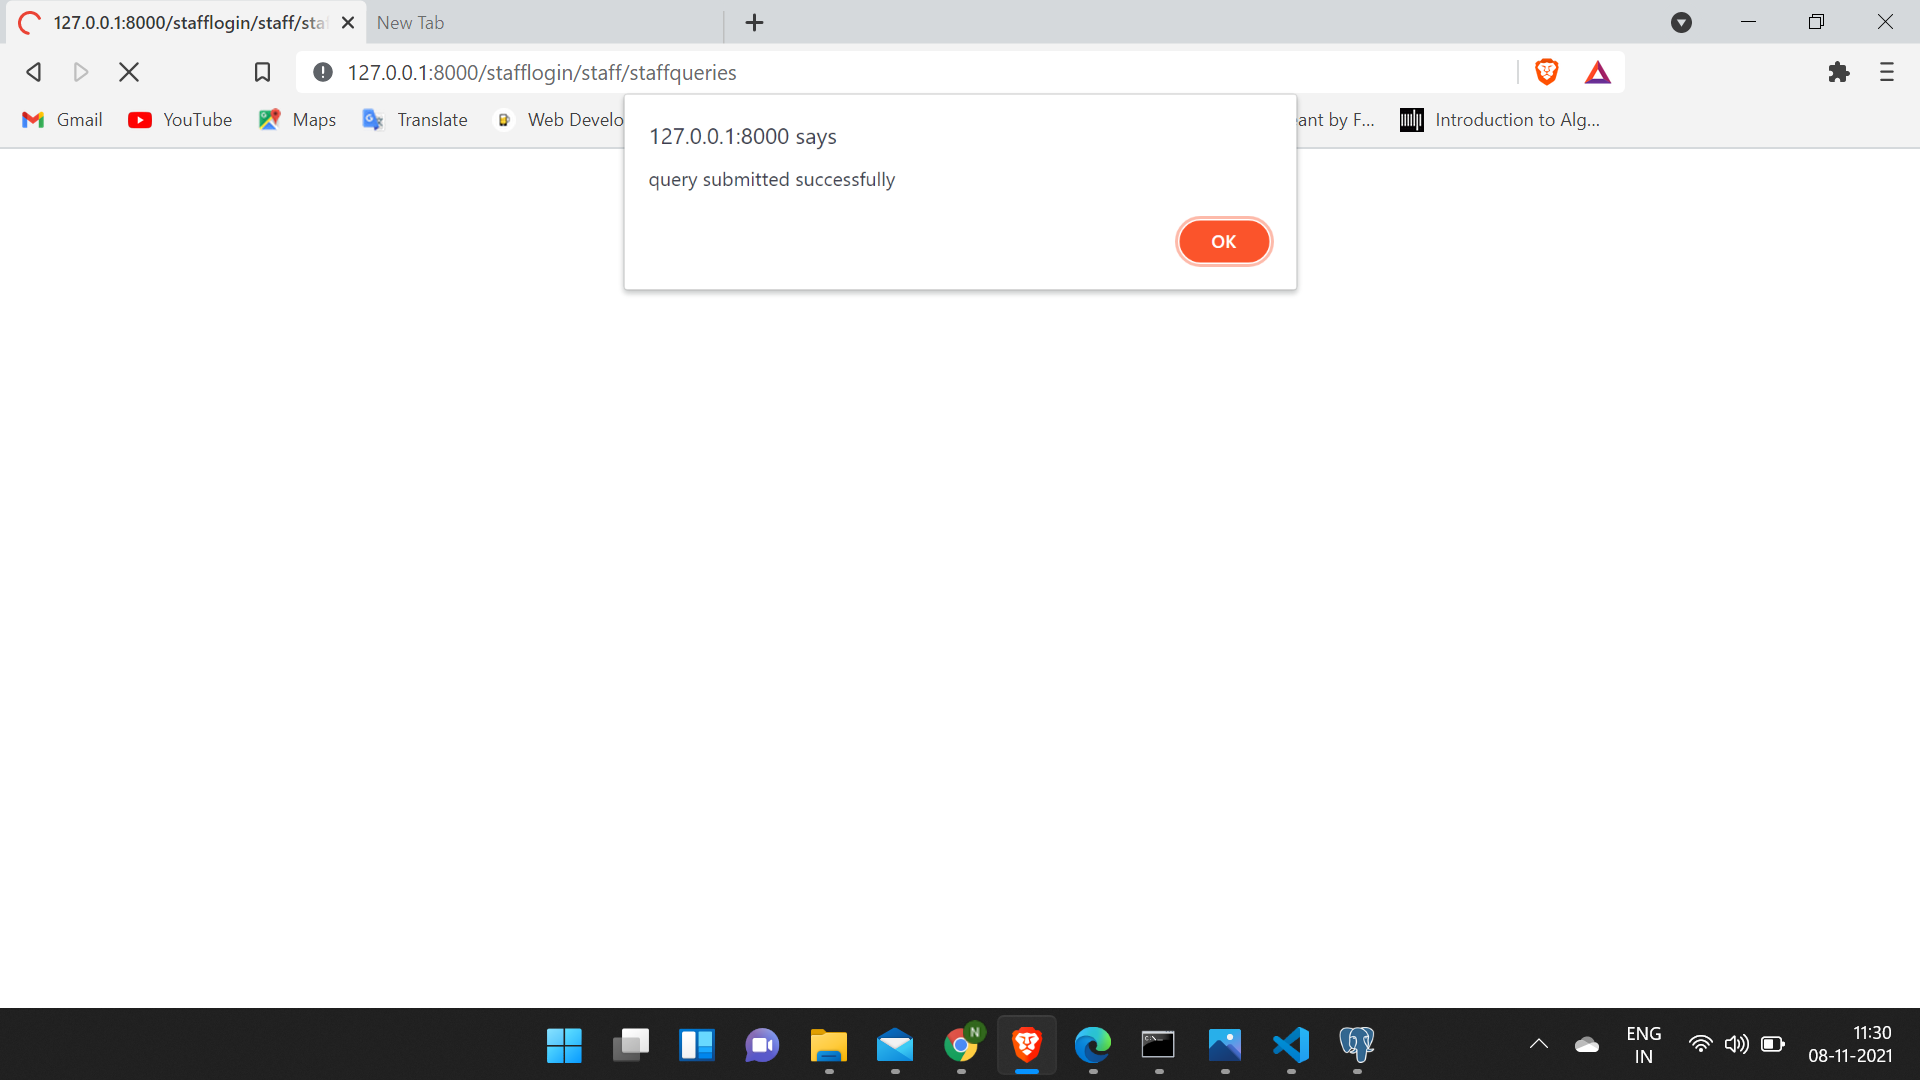 127.0.0.1:8000/stafflogin/staff/sta
New Tab
127.0.0.1:8000/stafflogin/staff/staffqueries
Gmail
YouTube
Maps
Translate
Web Develo
ant by F...
Introduction to Alg...
127.0.0.1:8000 says
query submitted successfully
OK
N
ENG
IN
11:30
08-11-2021